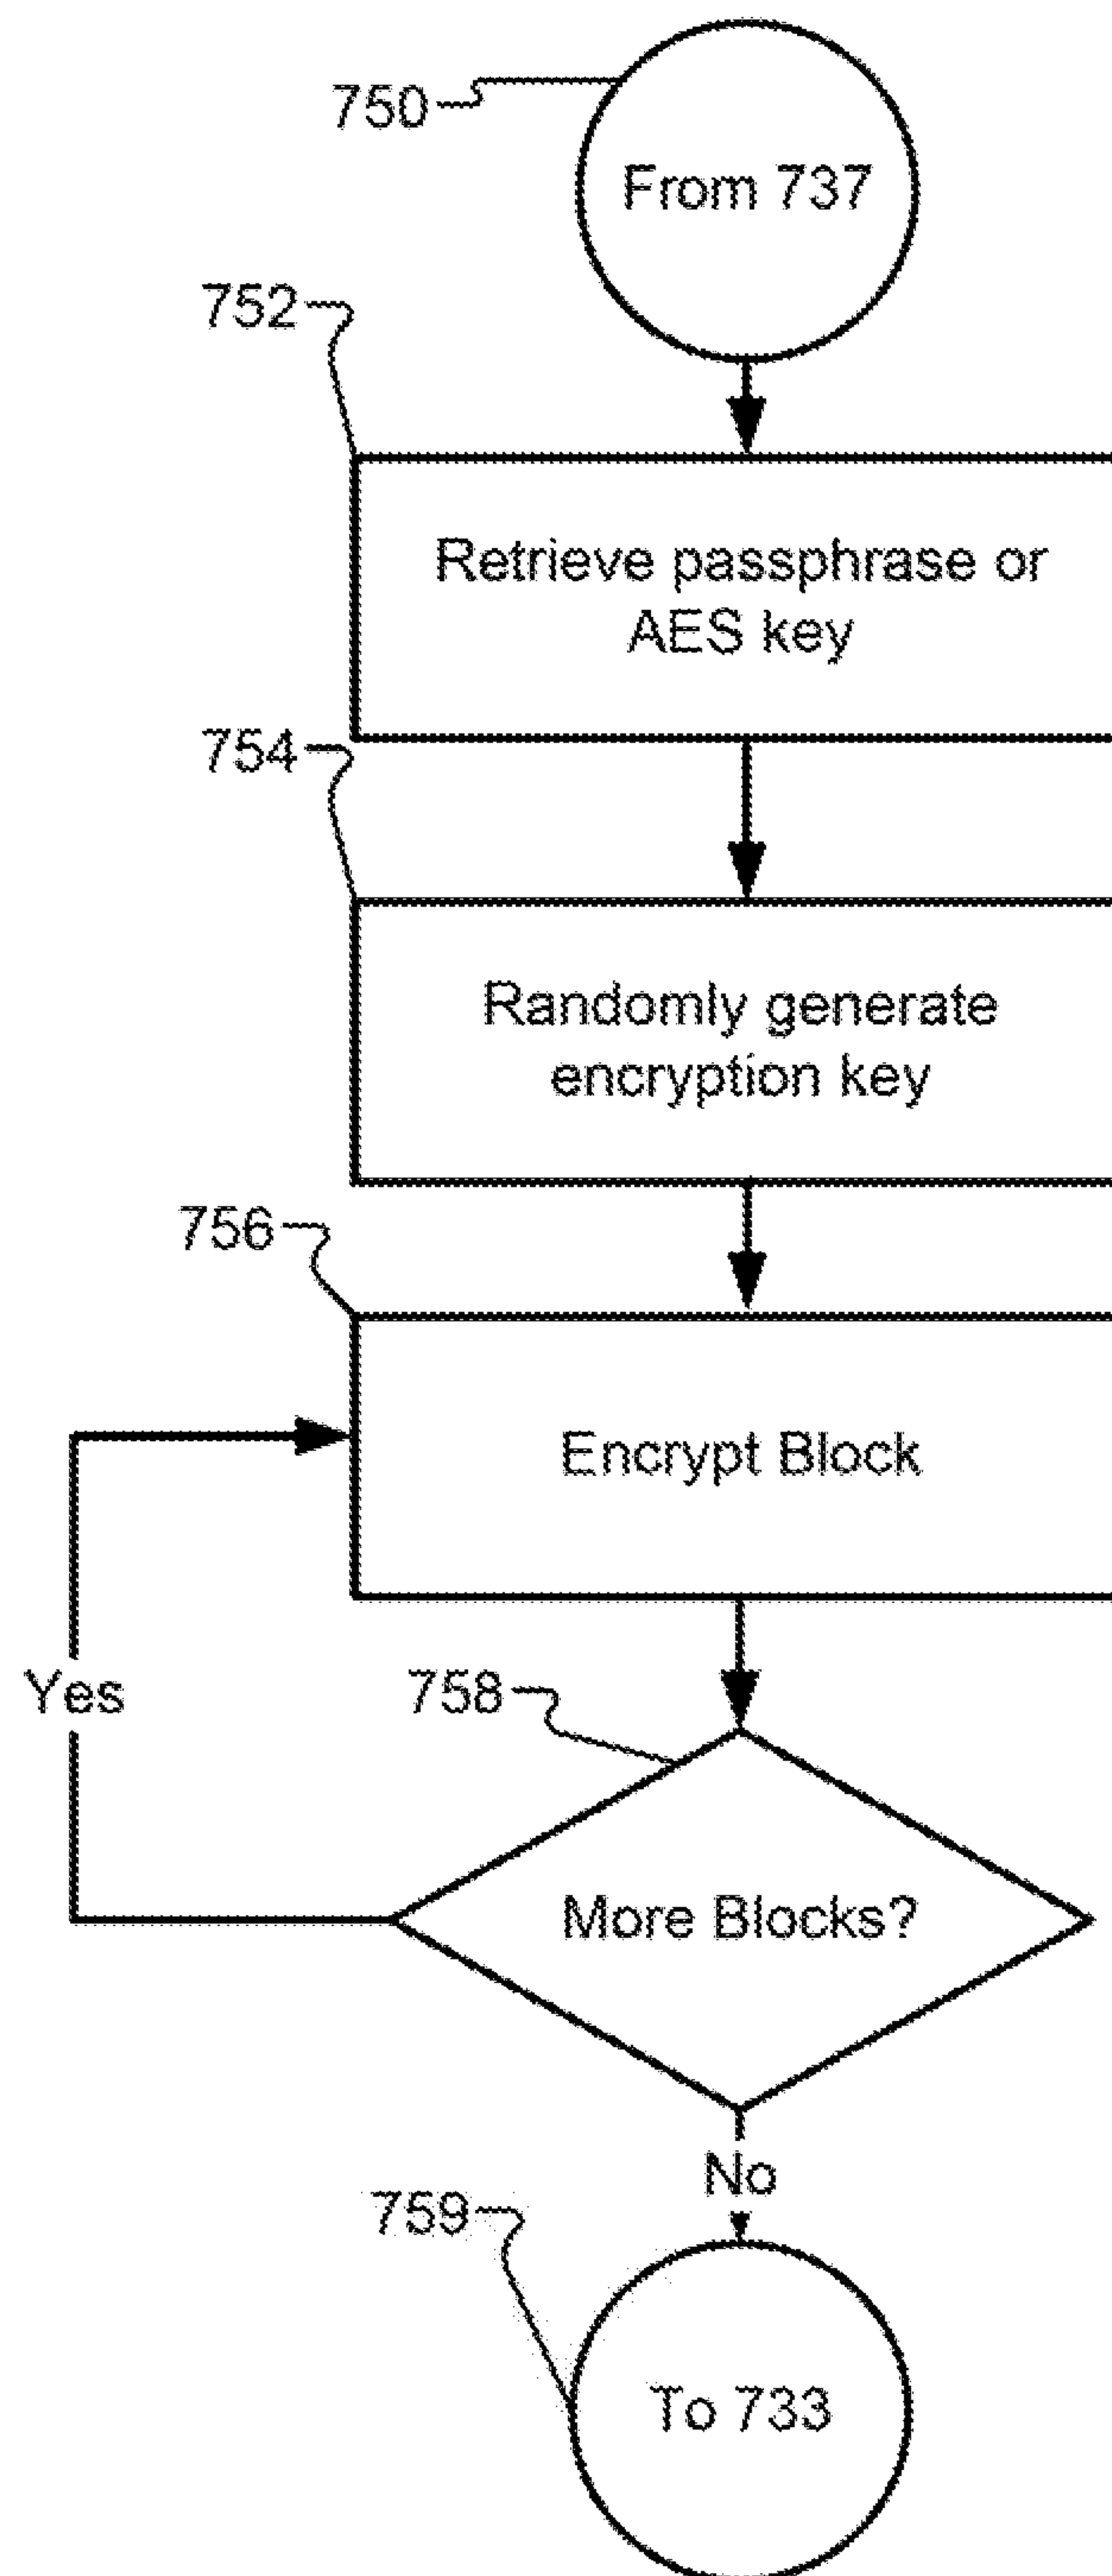 750
From 737
752
Retrieve passphrase or
AES key
754
Randomly generate
encryption key
756
Encrypt Block
Yes
758
More Blocks?
No
759
To 733